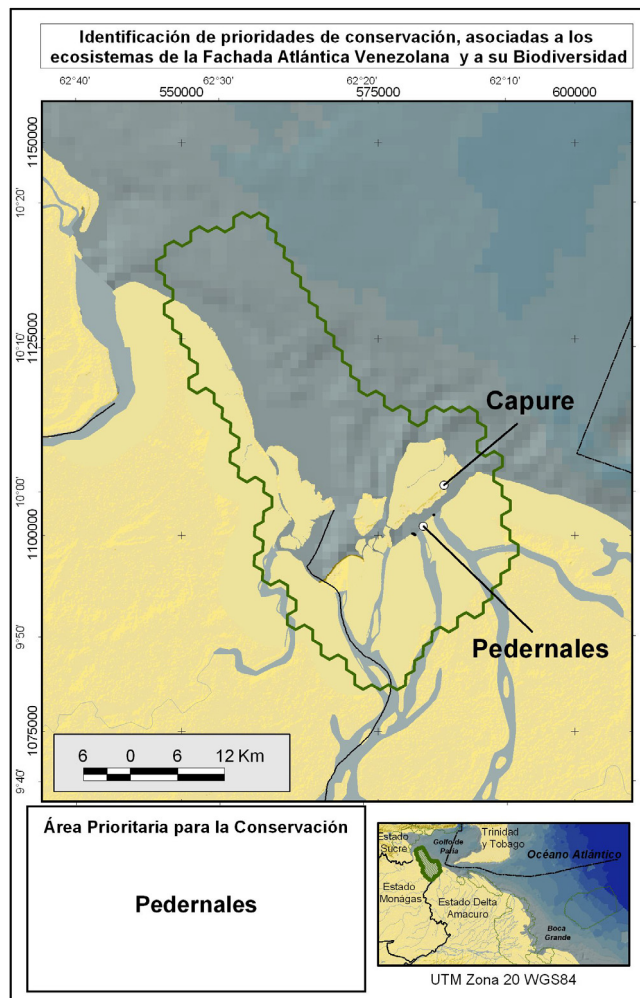 Identificación de prioridades de conservación, asociadas a los
ecosistemas de la Fachada Atlántica Venezolana y a su Biodiversidad
62°40' 62°30' 62°20' 62°10'
550000 575000 600000
1150000
10°20'
10°10'
1125000
10°00'
1100000
9°50'
1075000
9°40'
Capure
Pedernales
6 0 6 12 Km
Área Prioritaria para la Conservación
Pedernales
Estado
Sucre
Golfo de
Paria
Trinidad
y Tobago
Océano Atlántico
Estado
Monágas
Estado Delta
Amacuro
Boca
Grande
UTM Zona 20 WGS84